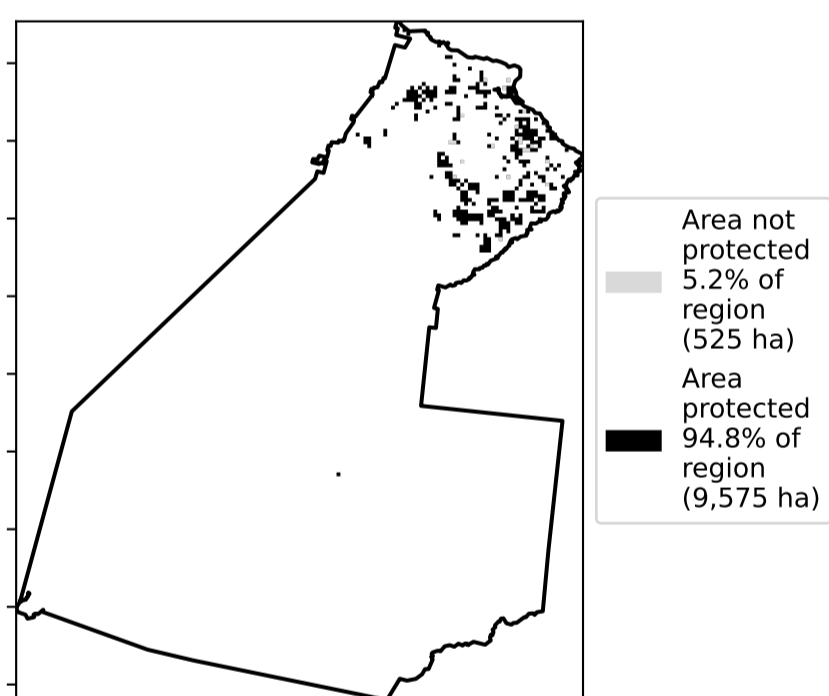 Area not
protected
5.2% of
region
(525 ha)
Area
protected
94.8% of
region
(9,575 ha)